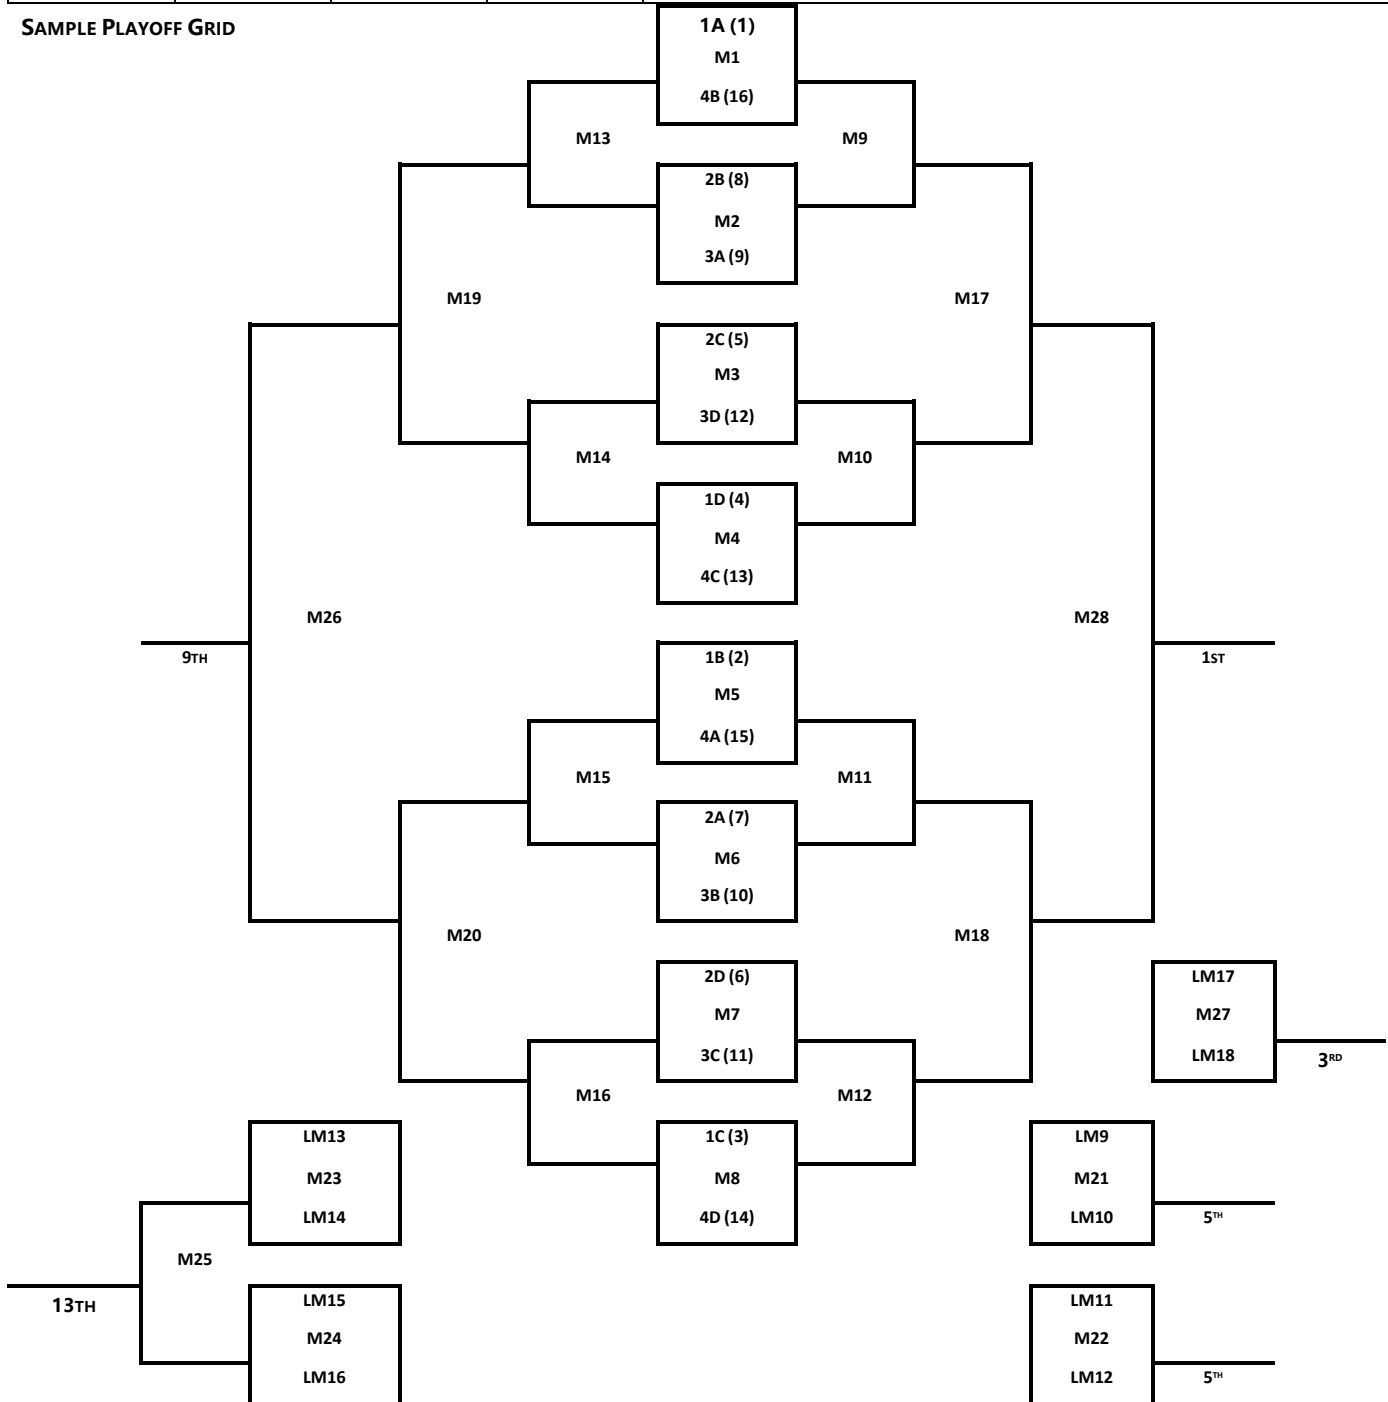 SAMPLE PLAYOFF GRID
1A (1)
M1
4B (16)
M13
M9
2B (8)
M2
3A (9)
M19
M17
2C (5)
M3
3D (12)
M14
M10
1D (4)
M4
4C (13)
M26
M28
9TH
1ST
1B (2)
M5
4A (15)
M15
M11
2A (7)
M6
3B (10)
M20
M18
2D (6)
M7
3C (11)
LM17
M27
LM18
3RD
M16
M12
1C (3)
M8
4D (14)
LM13
M23
LM14
LM9
M21
LM10
5TH
M25
13TH
LM15
M24
LM16
LM11
M22
LM12
5TH